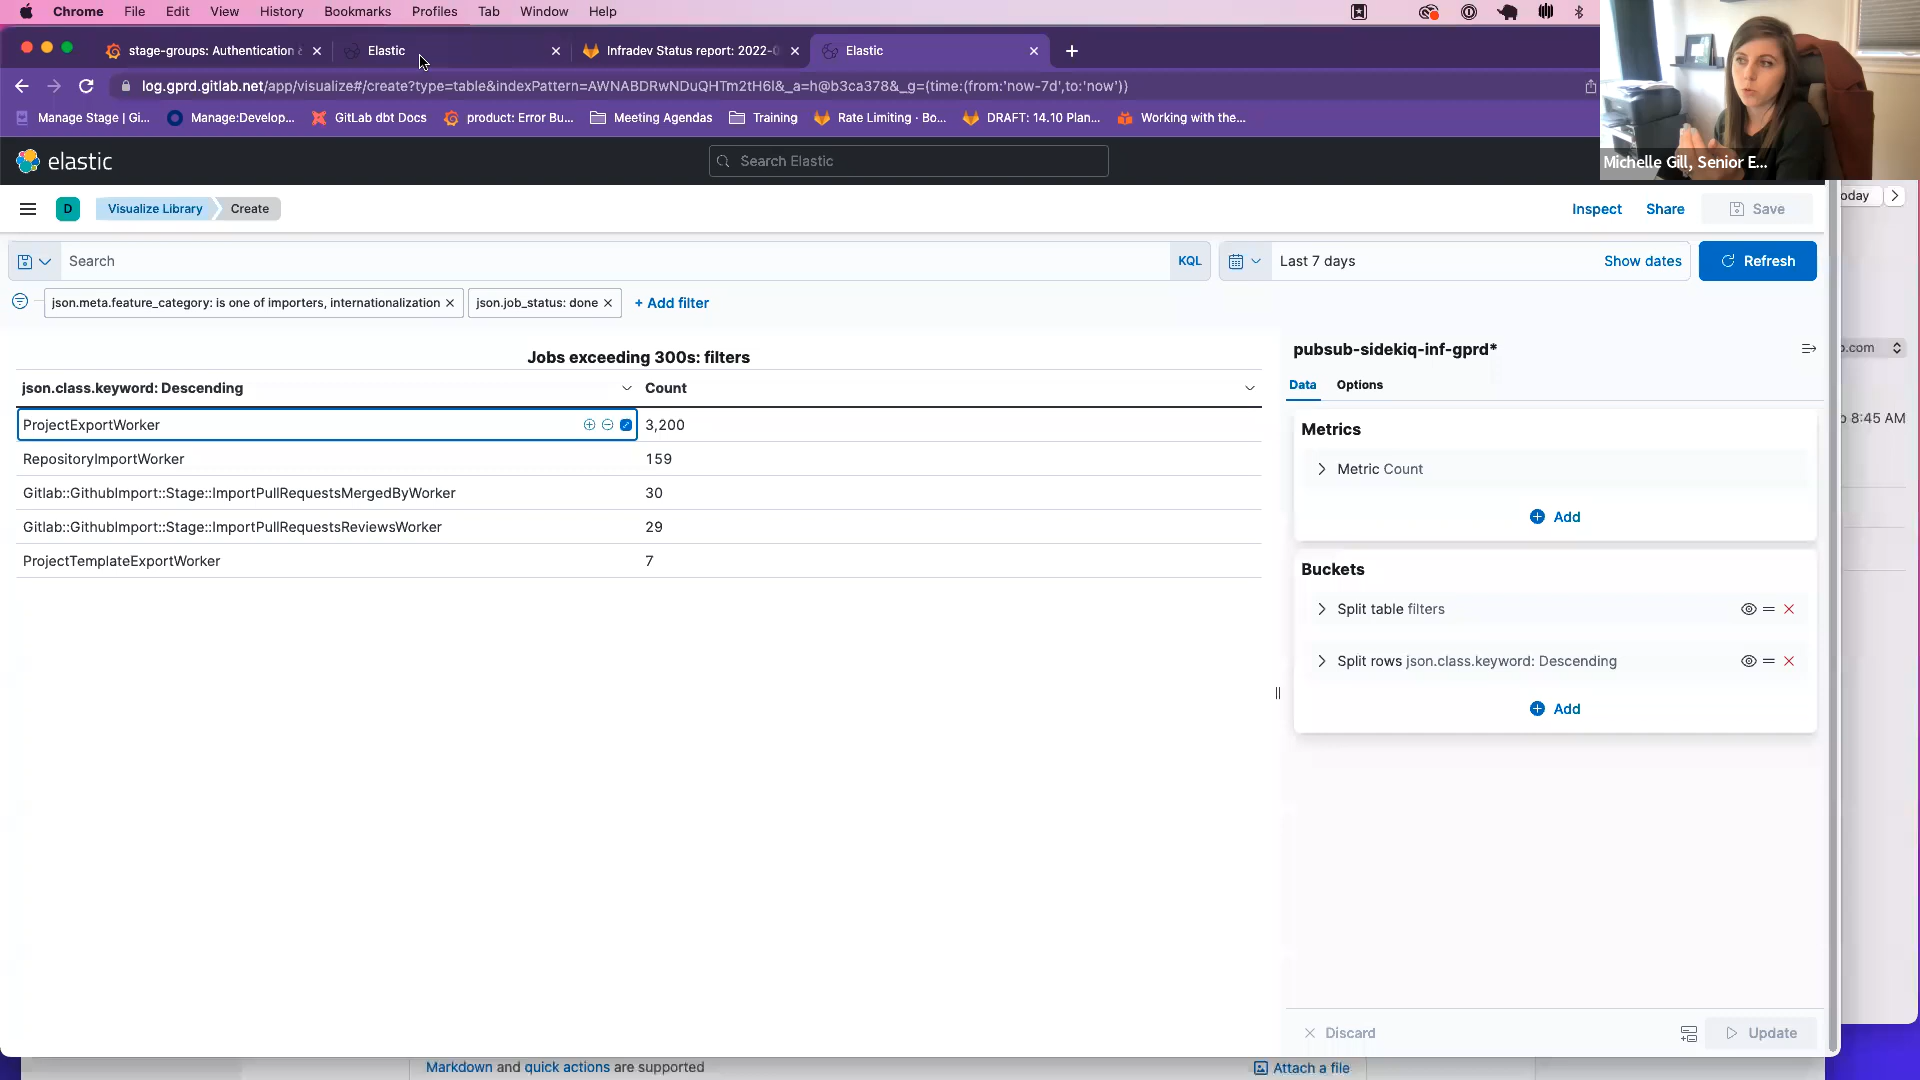 Chrome File Edit View History Bookmarks Profiles Tab Window Help
stage-groups: Authentication
Elastic
Infradev Status report: 2022-0
Elastic
log.gprd.gitlab.net/app/visualize#/create?type=table&indexPattern=AWNABDRwNDuQHTm2tH6I&_a=h@b3ca378&_g=(time:(from:'now-7d',to:'now'))
Manage Stage | Gi...
Manage:Develop...
GitLab dbt Docs
product: Error Bu...
Meeting Agendas
Training
Rate Limiting · Bo...
DRAFT: 14.10 Plan...
Working with the...
Michelle Gill, Senior E...
elastic
Search Elastic
D
Visualize Library
Create
Inspect
Share
Save
oday
Search
KQL
Last 7 days
Show dates
Refresh
json.meta.feature_category: is one of importers, internationalization
json.job_status: done
+ Add filter
Jobs exceeding 300s: filters
json.class.keyword: Descending Count
ProjectExportWorker 3,200
RepositoryImportWorker 159
Gitlab::GithubImport::Stage::ImportPullRequestsMergedByWorker 30
Gitlab::GithubImport::Stage::ImportPullRequestsReviewsWorker 29
ProjectTemplateExportWorker 7
pubsub-sidekiq-inf-gprd*
Data Options
Metrics
Metric Count
Add
Buckets
Split table filters
Split rows json.class.keyword: Descending
Add
.com
8:45 AM
Discard
Update
Markdown and quick actions are supported
Attach a file